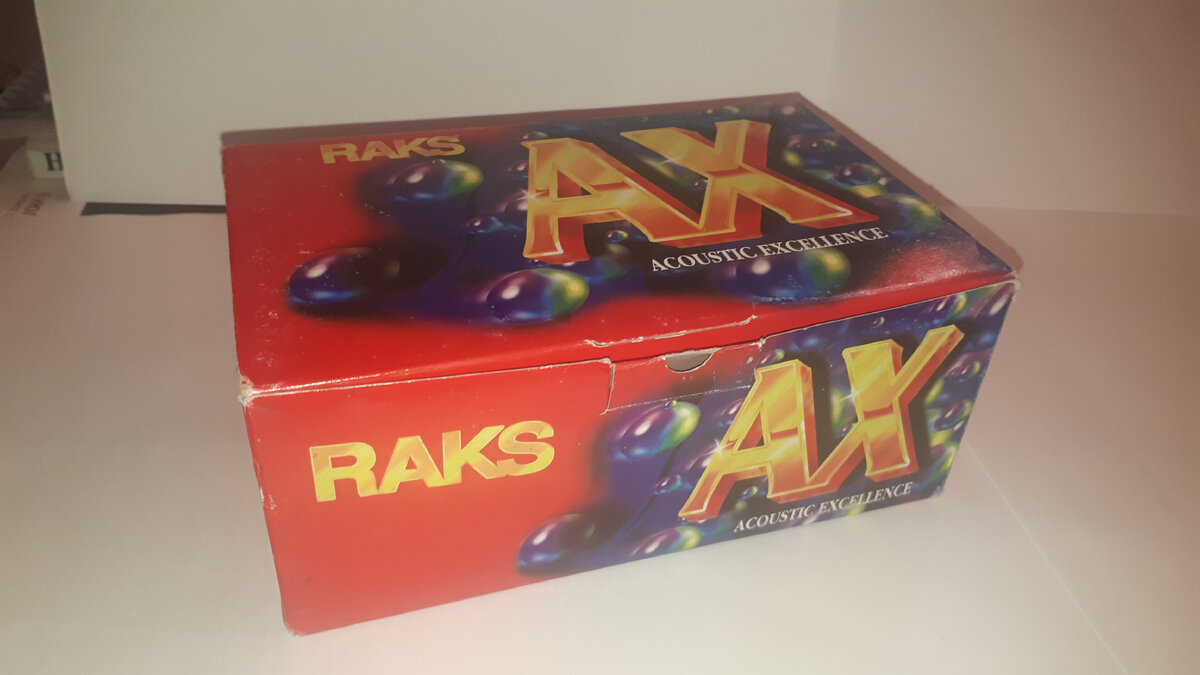 RAKS
AX
ACOUSTIC EXCELLENCE
RAKS
AX
ACOUSTIC EXCELLENCE
H